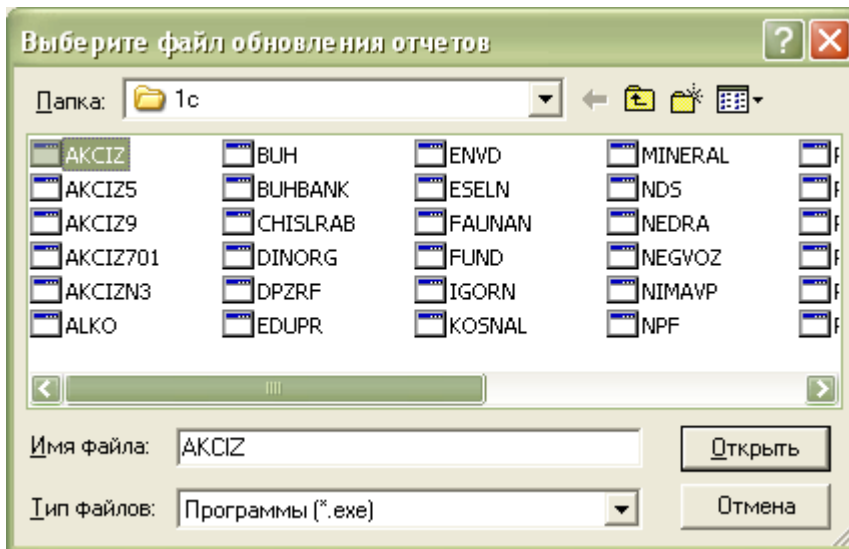 Выберите файл обновления отчетов
Папка: 1c
AKCIZ BUH ENVD MINERAL
AKCIZ5 BUHBANK ESELN NDS
AKCIZ9 CHISLRAB FAUNAN NEDRA
AKCIZ701 DINORG FUND NEGVOZ
AKCIZN3 DPZRF IGORN NIMAVP
ALKO EDUPR KOSNAL NPF
Имя файла: AKCIZ Открыть
Тип файлов: Программы (*.exe) Отмена